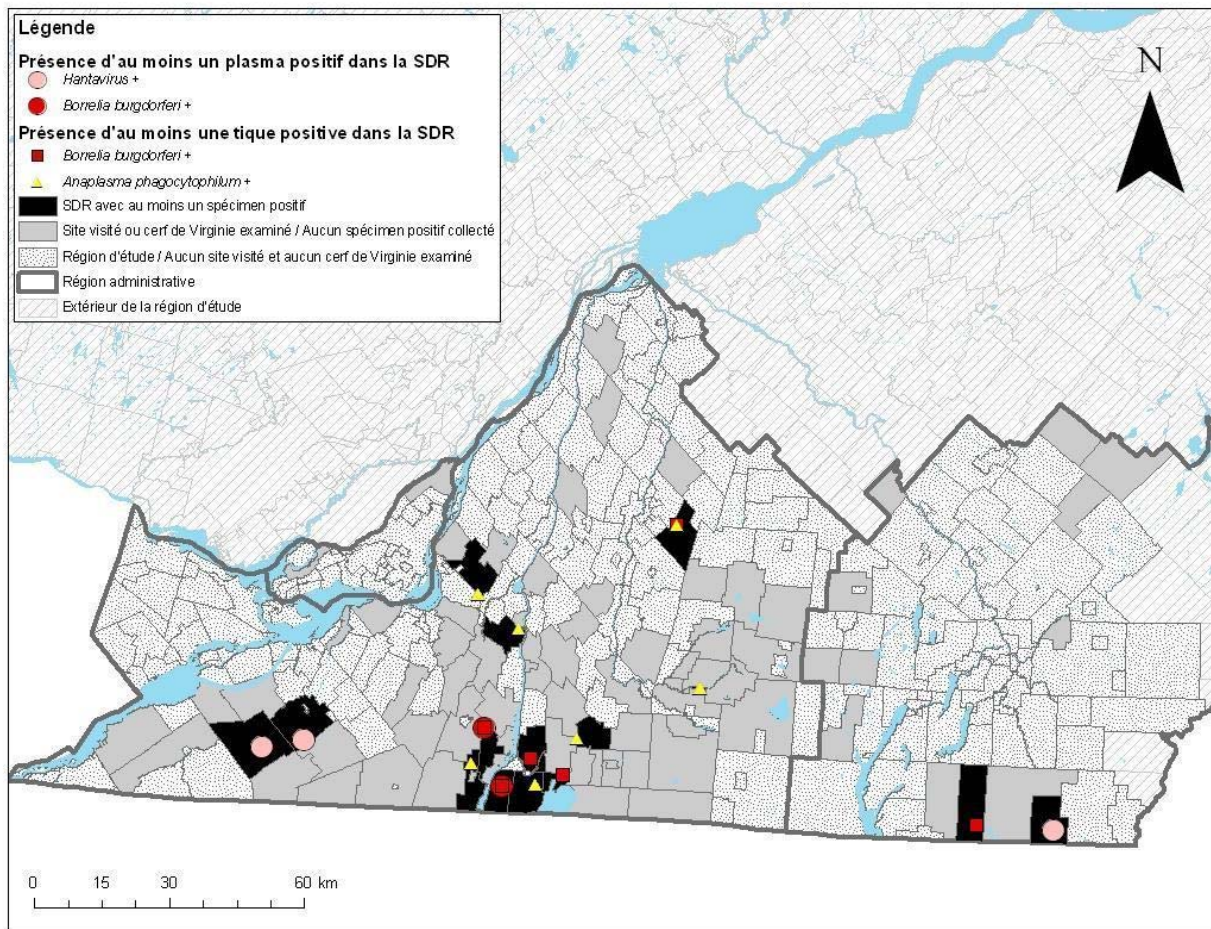 Légende
Présence d'au moins un plasma positif dans la SDR
Hantavirus +
Borrelia burgdorferi +
Présence d'au moins une tique positive dans la SDR
Borrelia burgdorferi +
Anaplasma phagocytophilum +
SDR avec au moins un spécimen positif
Site visité ou cerf de Virginie examiné / Aucun spécimen positif collecté
Région d'étude / Aucun site visité et aucun cerf de Virginie examiné
Région administrative
Extérieur de la région d'étude
N
0 15 30 60 km